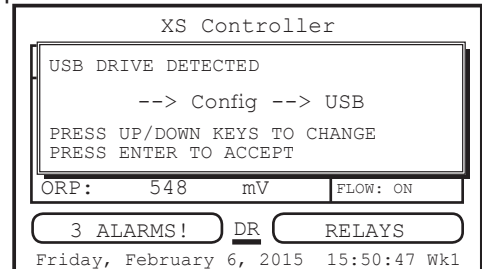 XS Controller
USB DRIVE DETECTED
--> Config --> USB
PRESS UP/DOWN KEYS TO CHANGE
PRESS ENTER TO ACCEPT
ORP: 548 mV FLOW: ON
3 ALARMS! DR RELAYS
Friday, February 6, 2015 15:50:47 Wk1